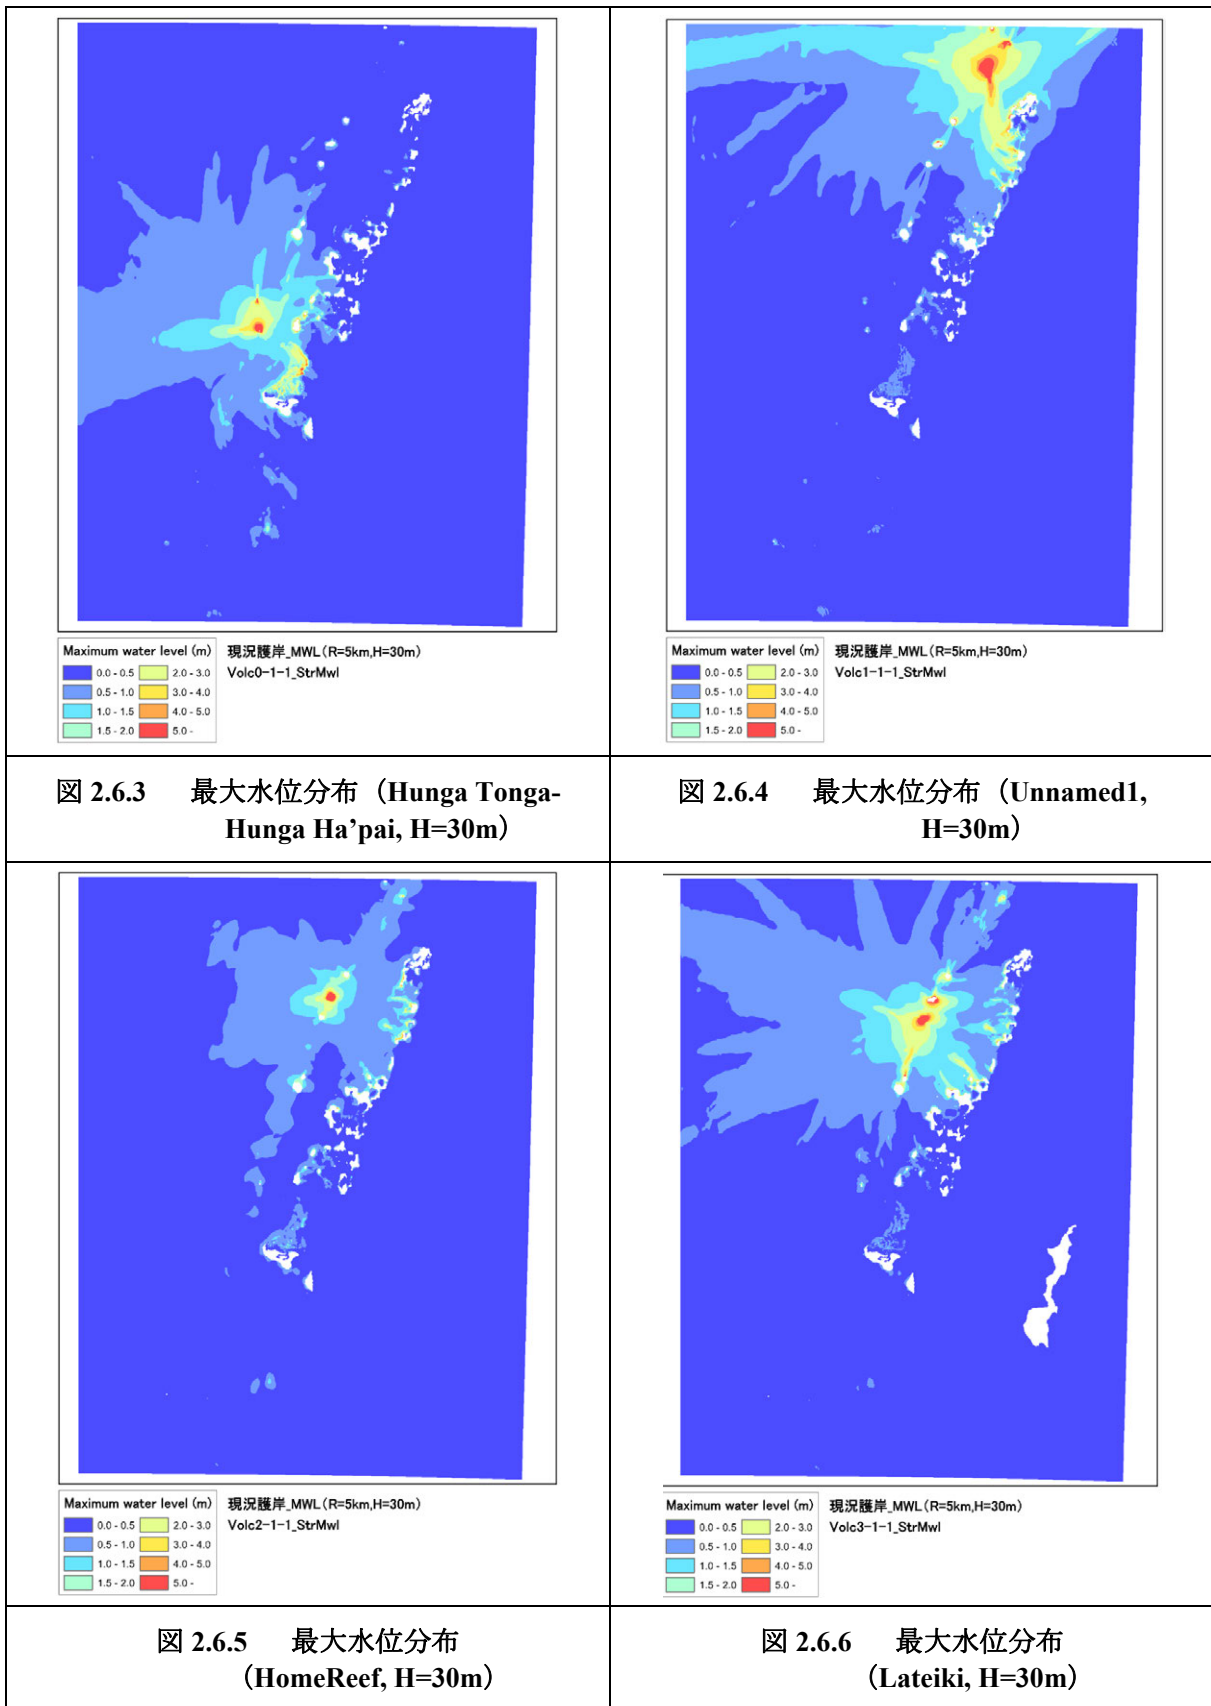 Maximum water level (m)
0.0 - 0.5
2.0 - 3.0
0.5 - 1.0
3.0 - 4.0
1.0 - 1.5
4.0 - 5.0
1.5 - 2.0
5.0 -
現況護岸_MWL(R=5km,H=30m)
Volc0-1-1_StrMwl
Maximum water level (m)
0.0 - 0.5
2.0 - 3.0
0.5 - 1.0
3.0 - 4.0
1.0 - 1.5
4.0 - 5.0
1.5 - 2.0
5.0 -
現況護岸_MWL(R=5km,H=30m)
Volc1-1-1_StrMwl
図 2.6.3 最大水位分布（Hunga Tonga-
Hunga Ha’pai, H=30m）
図 2.6.4 最大水位分布（Unnamed1,
H=30m）
Maximum water level (m)
0.0 - 0.5
2.0 - 3.0
0.5 - 1.0
3.0 - 4.0
1.0 - 1.5
4.0 - 5.0
1.5 - 2.0
5.0 -
現況護岸_MWL(R=5km,H=30m)
Volc2-1-1_StrMwl
Maximum water level (m)
0.0 - 0.5
2.0 - 3.0
0.5 - 1.0
3.0 - 4.0
1.0 - 1.5
4.0 - 5.0
1.5 - 2.0
5.0 -
現況護岸_MWL(R=5km,H=30m)
Volc3-1-1_StrMwl
図 2.6.5 最大水位分布
（HomeReef, H=30m）
図 2.6.6 最大水位分布
（Lateiki, H=30m）